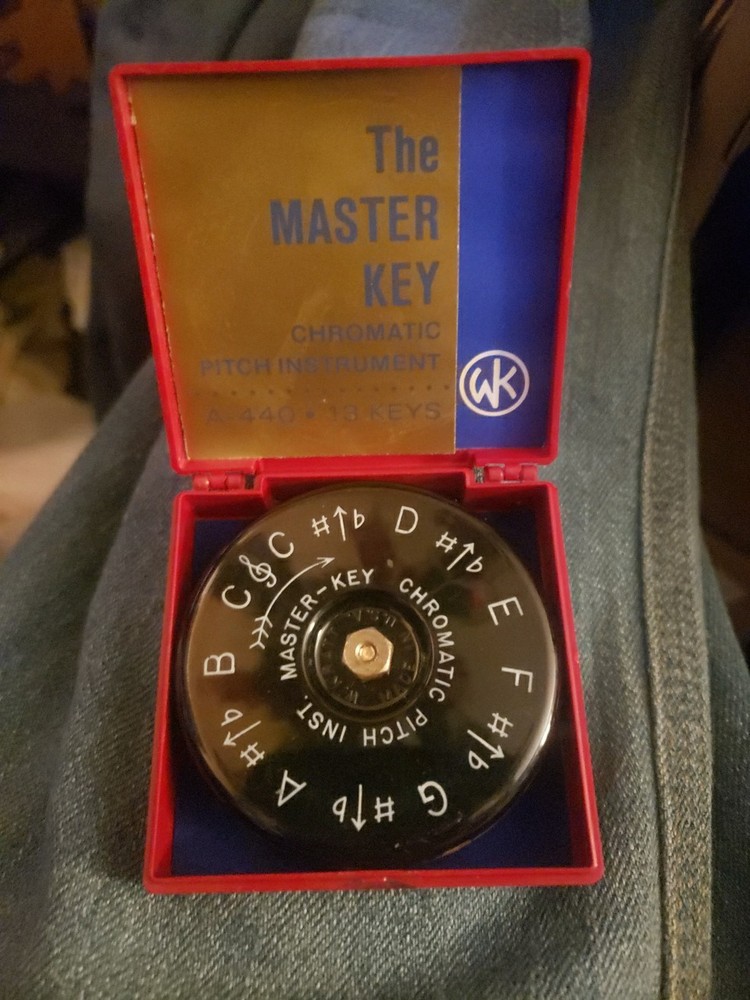 The
MASTER
KEY
CHROMATIC
PITCH INSTRUMENT
A-440 • 13 KEYS
WK
C C #♭ D #♭ E F #♭ G #♭ A #♭ B
MASTER-KEY CHROMATIC PITCH INST.
U.S.A.